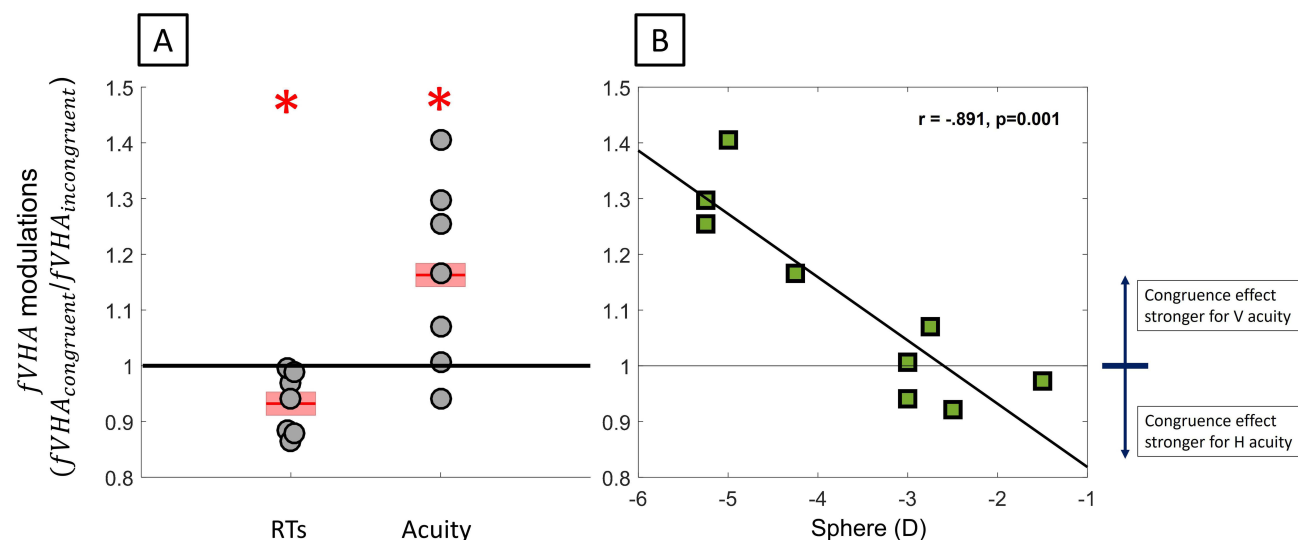 A
B
fVHA modulations
(fVHAcongruent/fVHAincongruent)
1.5
1.4
1.3
1.2
1.1
1
0.9
0.8
*
*
RTs
Acuity
1.5
1.4
1.3
1.2
1.1
1
0.9
0.8
r = -.891, p=0.001
-6
-5
-4
-3
-2
-1
Sphere (D)
Congruence effect
stronger for V acuity
Congruence effect
stronger for H acuity